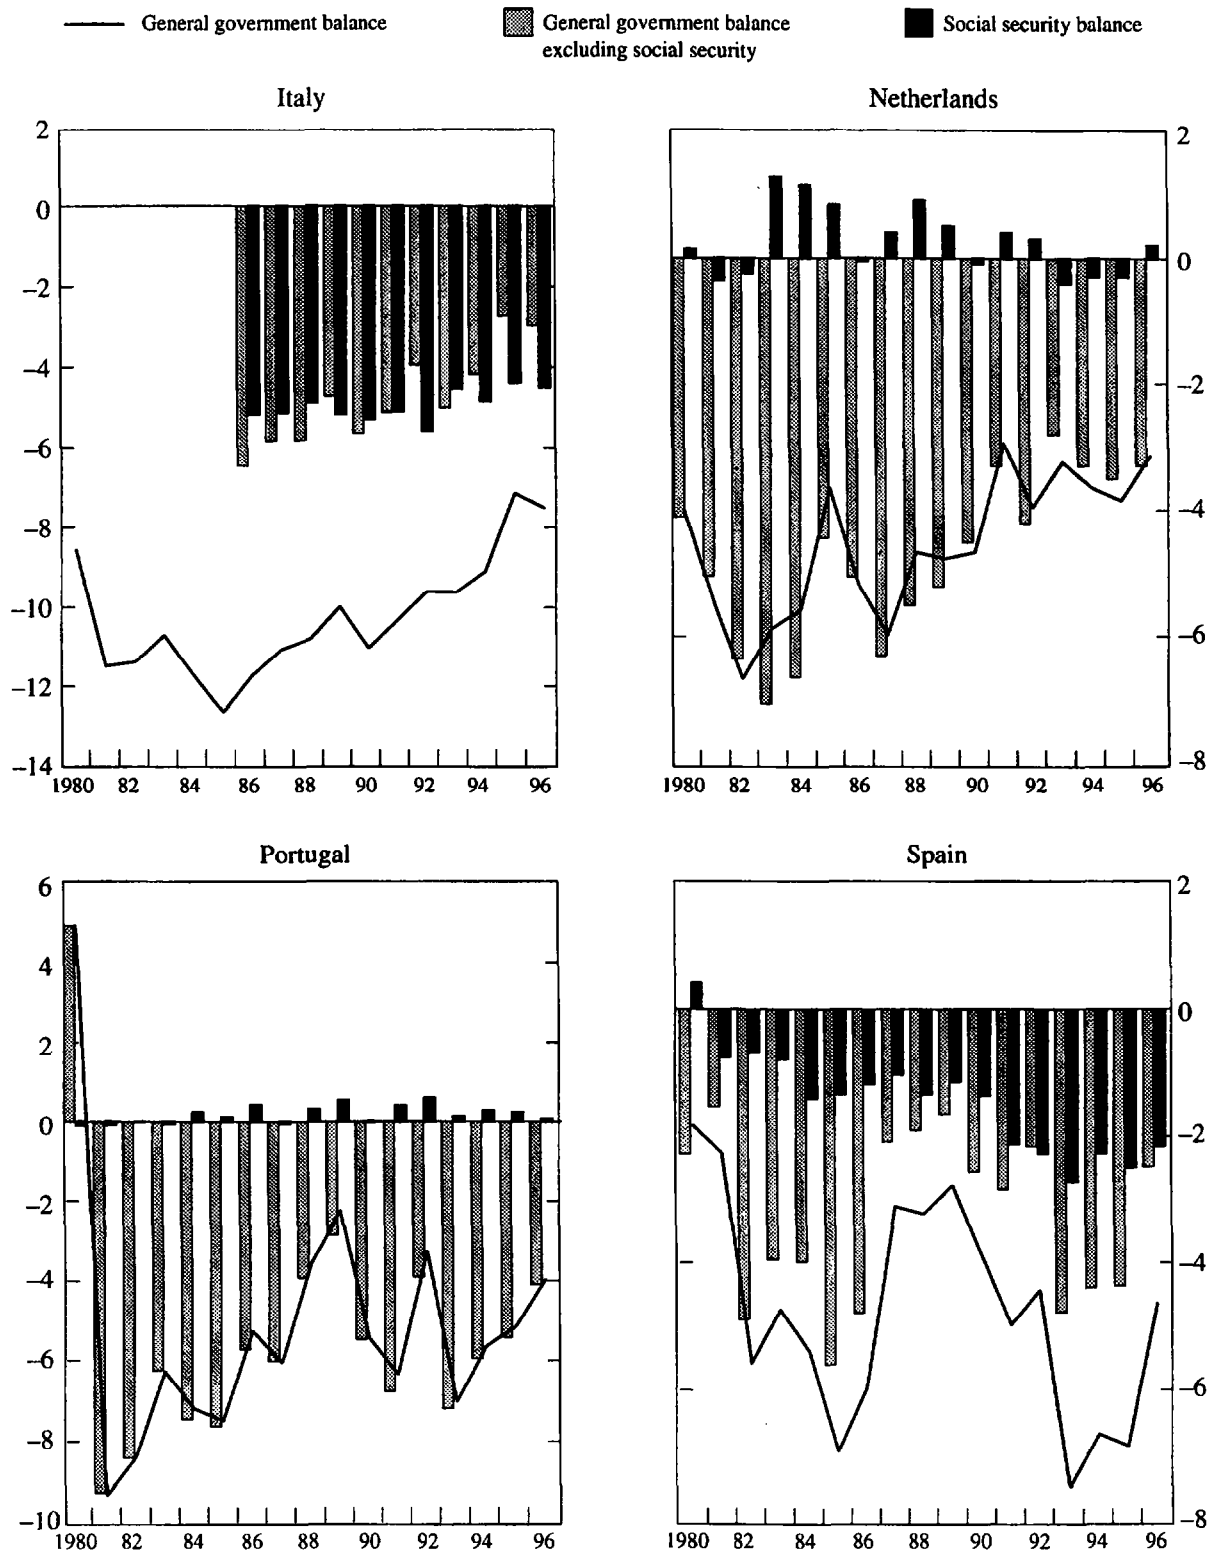 General government balance
General government balance
excluding social security
Social security balance
Italy
2
0
−2
−4
−6
−8
−10
−12
−14
1980 82 84 86 88 90 92 94 96
Netherlands
2
0
−2
−4
−6
−8
1980 82 84 86 88 90 92 94 96
Portugal
6
4
2
0
−2
−4
−6
−8
−10
1980 82 84 86 88 90 92 94 96
Spain
2
0
−2
−4
−6
−8
1980 82 84 86 88 90 92 94 96